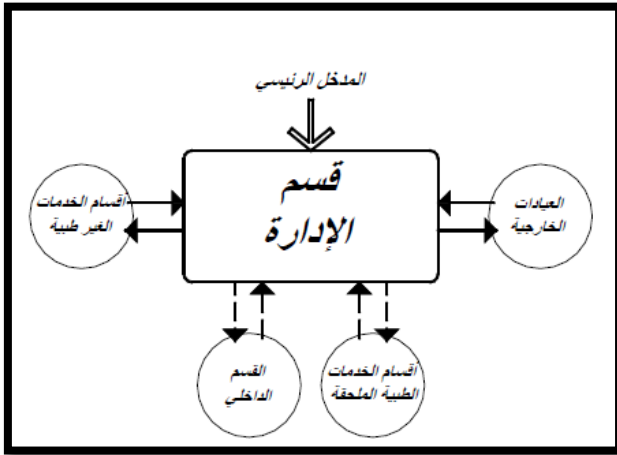 المدخل الرئيسي
قسم
الإدارة
العيادات
الخارجية
أقسام الخدمات
الغير طبية
أقسام الخدمات
الطبية الملحقة
القسم
الداخلي